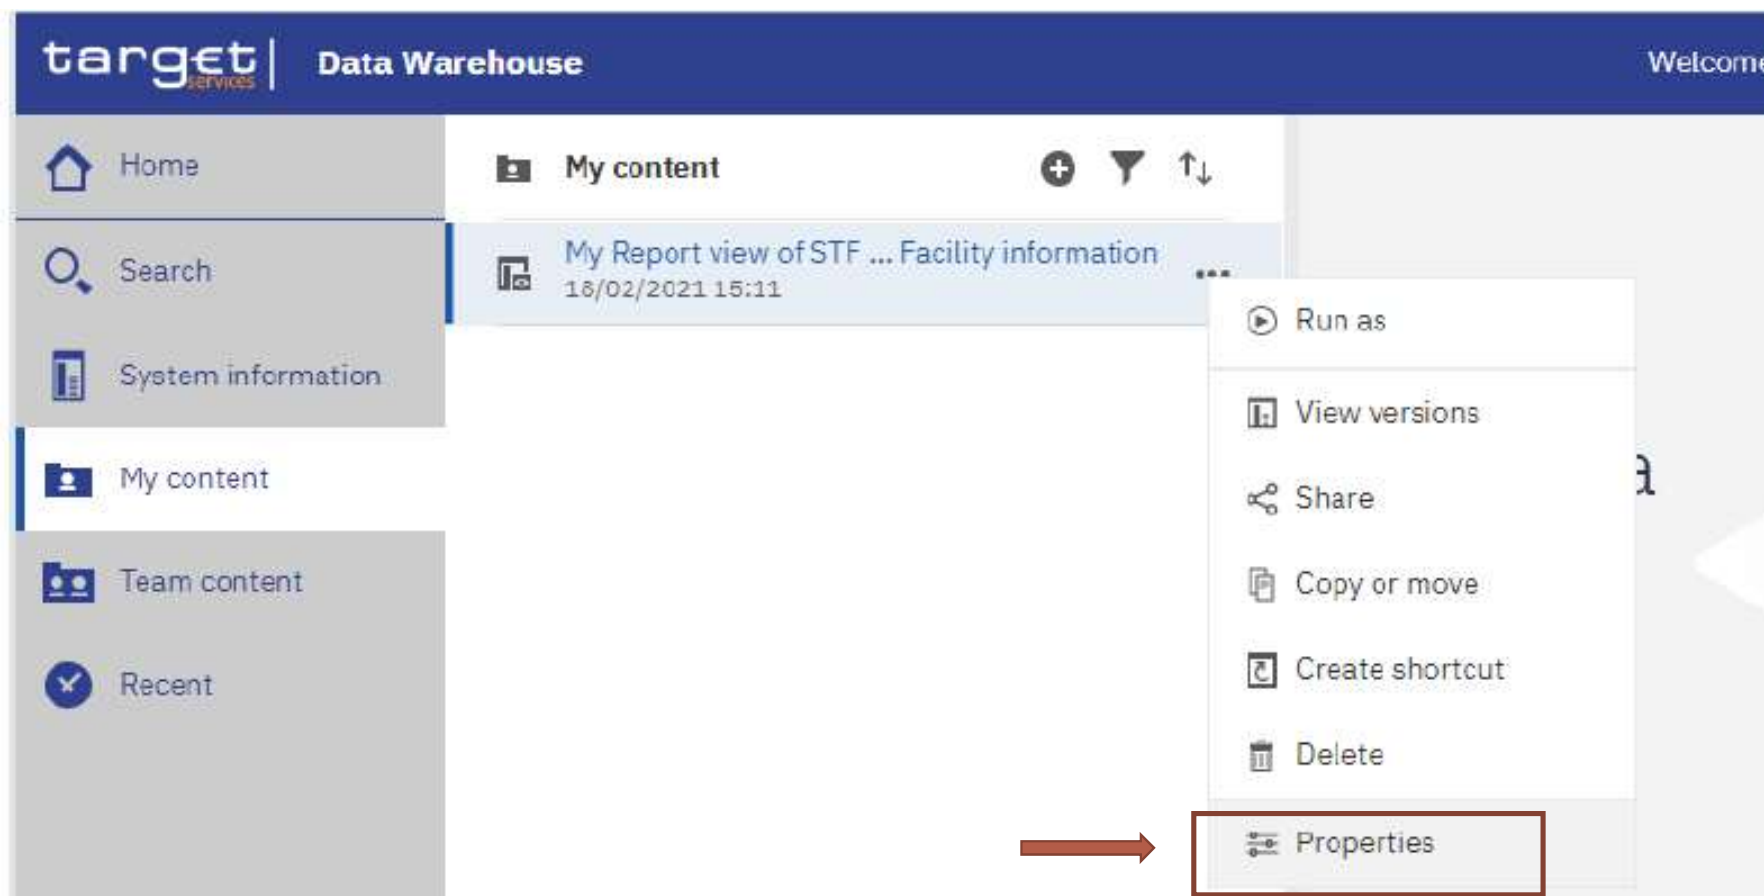 target
services
Data Warehouse
Welcome
Home
Search
System information
My content
Team content
Recent
My content
My Report view of STF ... Facility information
18/02/2021 15:11
Run as
View versions
Share
Copy or move
Create shortcut
Delete
Properties
a